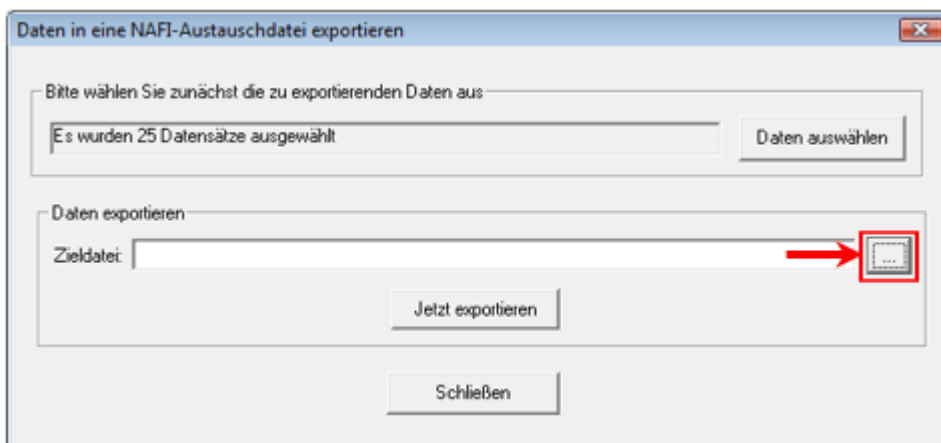 Daten in eine NAFI-Austauschdatei exportieren
Bitte wählen Sie zunächst die zu exportierenden Daten aus
Es wurden 25 Datensätze ausgewählt
Daten auswählen
Daten exportieren
Zieldatei:
...
Jetzt exportieren
Schließen